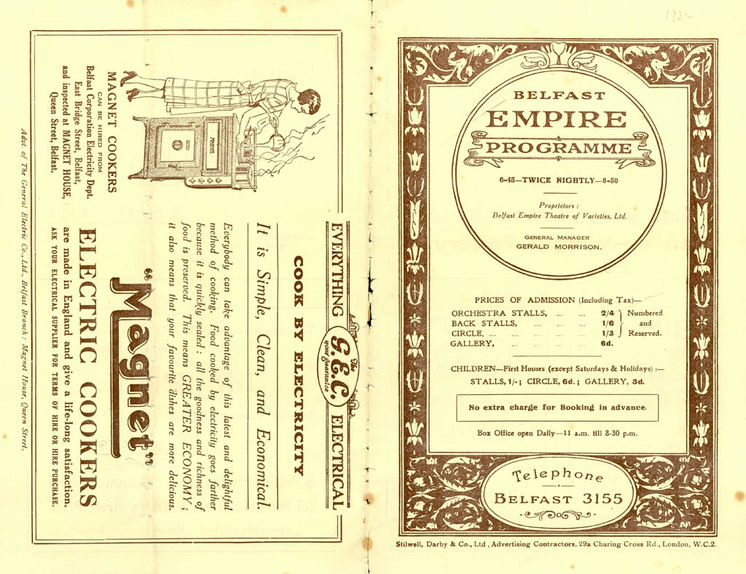 EVERYTHING The G.E.C. your Guarantee ELECTRICAL
COOK BY ELECTRICITY
It is Simple, Clean, and Economical.
Everybody can take advantage of this latest and delightful
method of cooking. Food cooked by electricity goes farther
because it is quickly sealed: all the goodness and richness of
food is preserved. This means GREATER ECONOMY;
it also means that your favourite dishes are more delicious.
"Magnet"
ELECTRIC COOKERS
are made in England and give a life-long satisfaction.
ASK YOUR ELECTRICAL SUPPLIER FOR TERMS OF HIRE OR HIRE PURCHASE.
MAGNET COOKERS
CAN BE HIRED FROM
Belfast Corporation Electricity Dept.
East Bridge Street, Belfast,
and inspected at MAGNET HOUSE,
Queen Street, Belfast.
Advt. of The General Electric Co., Ltd., Belfast Branch: Magnet House, Queen Street.
1932
BELFAST
EMPIRE
PROGRAMME
6-45—TWICE NIGHTLY—8-50
Proprietors:
Belfast Empire Theatre of Varieties, Ltd.
GENERAL MANAGER
GERALD MORRISON.
PRICES OF ADMISSION (Including Tax)—
ORCHESTRA STALLS, ... ... 2/4 Numbered
BACK STALLS, ... ... ... 1/6 and
CIRCLE, ... ... ... ... 1/3 Reserved.
GALLERY, ... ... ... 6d.
CHILDREN—First Houses (except Saturdays & Holidays):—
STALLS, 1/-; CIRCLE, 6d.; GALLERY, 3d.
No extra charge for Booking in advance.
Box Office open Daily—11 a.m. till 8-30 p.m.
Telephone
BELFAST 3155
Stilwell, Darby & Co., Ltd., Advertising Contractors, 29a Charing Cross Rd., London, W.C.2.